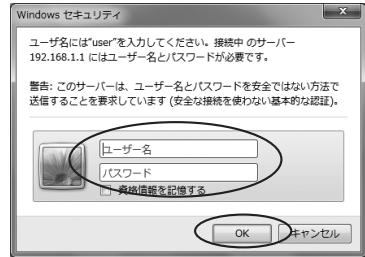 Windows セキュリティ
ユーザ名には"user"を入力してください。接続中 のサーバー
192.168.1.1 にはユーザー名とパスワードが必要です。
警告: このサーバーは、ユーザー名とパスワードを安全ではない方法で
送信することを要求しています (安全な接続を使わない基本的な認証)。
ユーザー名
パスワード
資格情報を記憶する
OK キャンセル